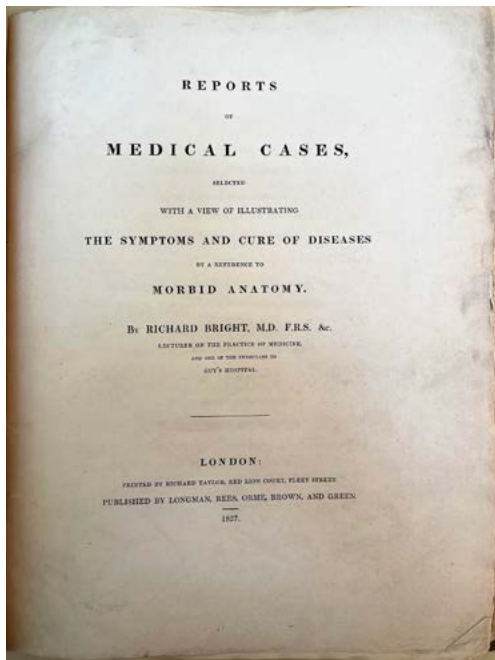 REPORTS
OF
MEDICAL CASES,
SELECTED
WITH A VIEW OF ILLUSTRATING
THE SYMPTOMS AND CURE OF DISEASES
BY A REFERENCE TO
MORBID ANATOMY.
By RICHARD BRIGHT, M.D. F.R.S. &c.
LECTURER ON THE PRACTICE OF MEDICINE,
AND ONE OF THE PHYSICIANS TO
GUY'S HOSPITAL.
LONDON:
PRINTED BY RICHARD TAYLOR, RED LION COURT, FLEET STREET.
PUBLISHED BY LONGMAN, REES, ORME, BROWN, AND GREEN.
1827.